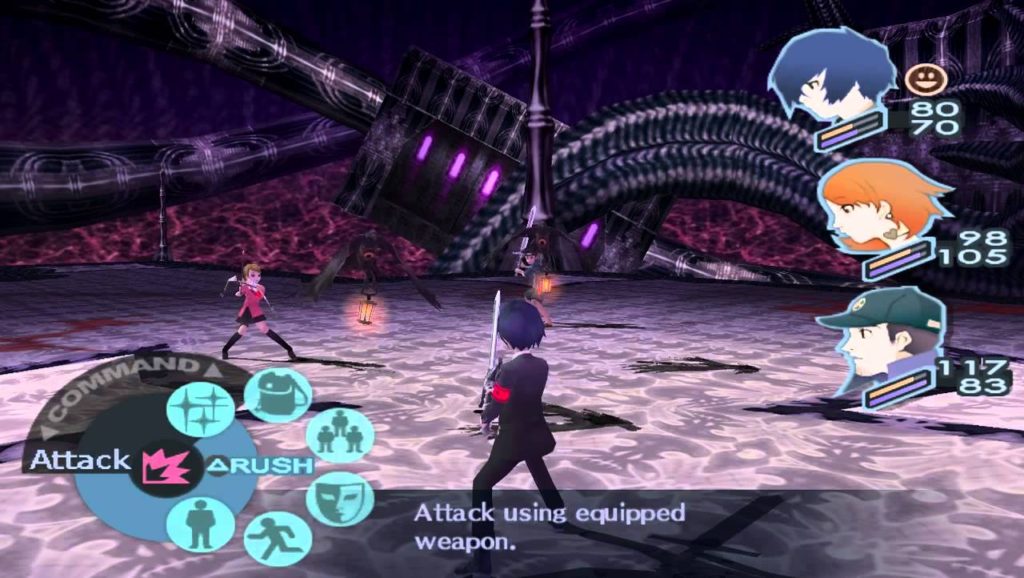 80
70
98
105
117
83
COMMAND
Attack
△RUSH
Attack using equipped
weapon.